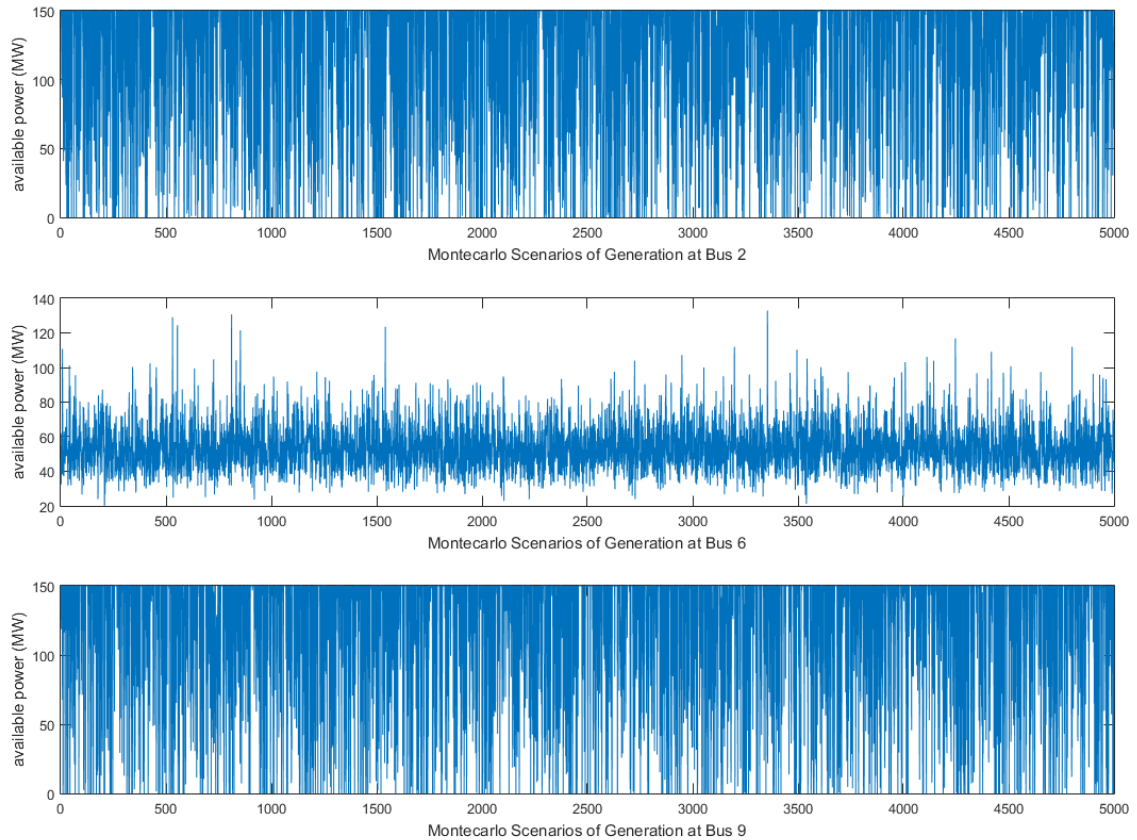 150
100
50
0
available power (MW)
0 500 1000 1500 2000 2500 3000 3500 4000 4500 5000
Montecarlo Scenarios of Generation at Bus 2
140
120
100
80
60
40
20
available power (MW)
0 500 1000 1500 2000 2500 3000 3500 4000 4500 5000
Montecarlo Scenarios of Generation at Bus 6
150
100
50
0
available power (MW)
0 500 1000 1500 2000 2500 3000 3500 4000 4500 5000
Montecarlo Scenarios of Generation at Bus 9